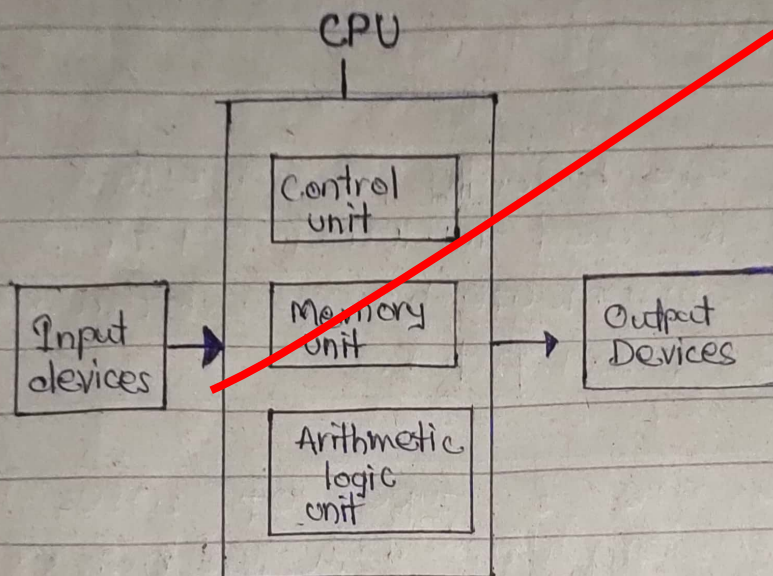 CPU
Control
unit
Memory
unit
Input
devices
Output
Devices
Arithmetic
logic
unit